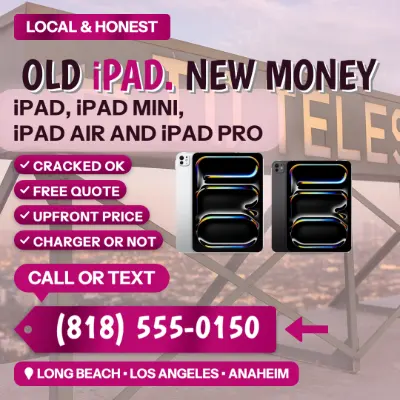 LOCAL & HONEST
OLD iPAD. NEW MONEY
iPAD, iPAD MINI,
iPAD AIR AND iPAD PRO
CRACKED OK
FREE QUOTE
UPFRONT PRICE
CHARGER OR NOT
CALL OR TEXT
(818) 555-0150
LONG BEACH • LOS ANGELES • ANAHEIM